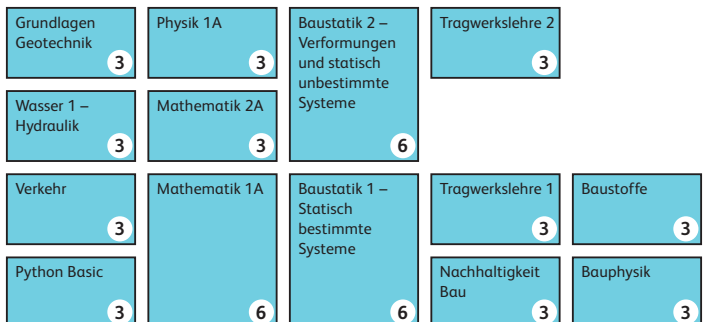 Grundlagen
Geotechnik
3
Physik 1A
3
Baustatik 2 –
Verformungen
und statisch
unbestimmte
Systeme
6
Tragwerkslehre 2
3
Wasser 1 –
Hydraulik
3
Mathematik 2A
3
Verkehr
3
Mathematik 1A
6
Baustatik 1 –
Statisch
bestimmte
Systeme
6
Tragwerkslehre 1
3
Baustoffe
3
Python Basic
3
Nachhaltigkeit
Bau
3
Bauphysik
3